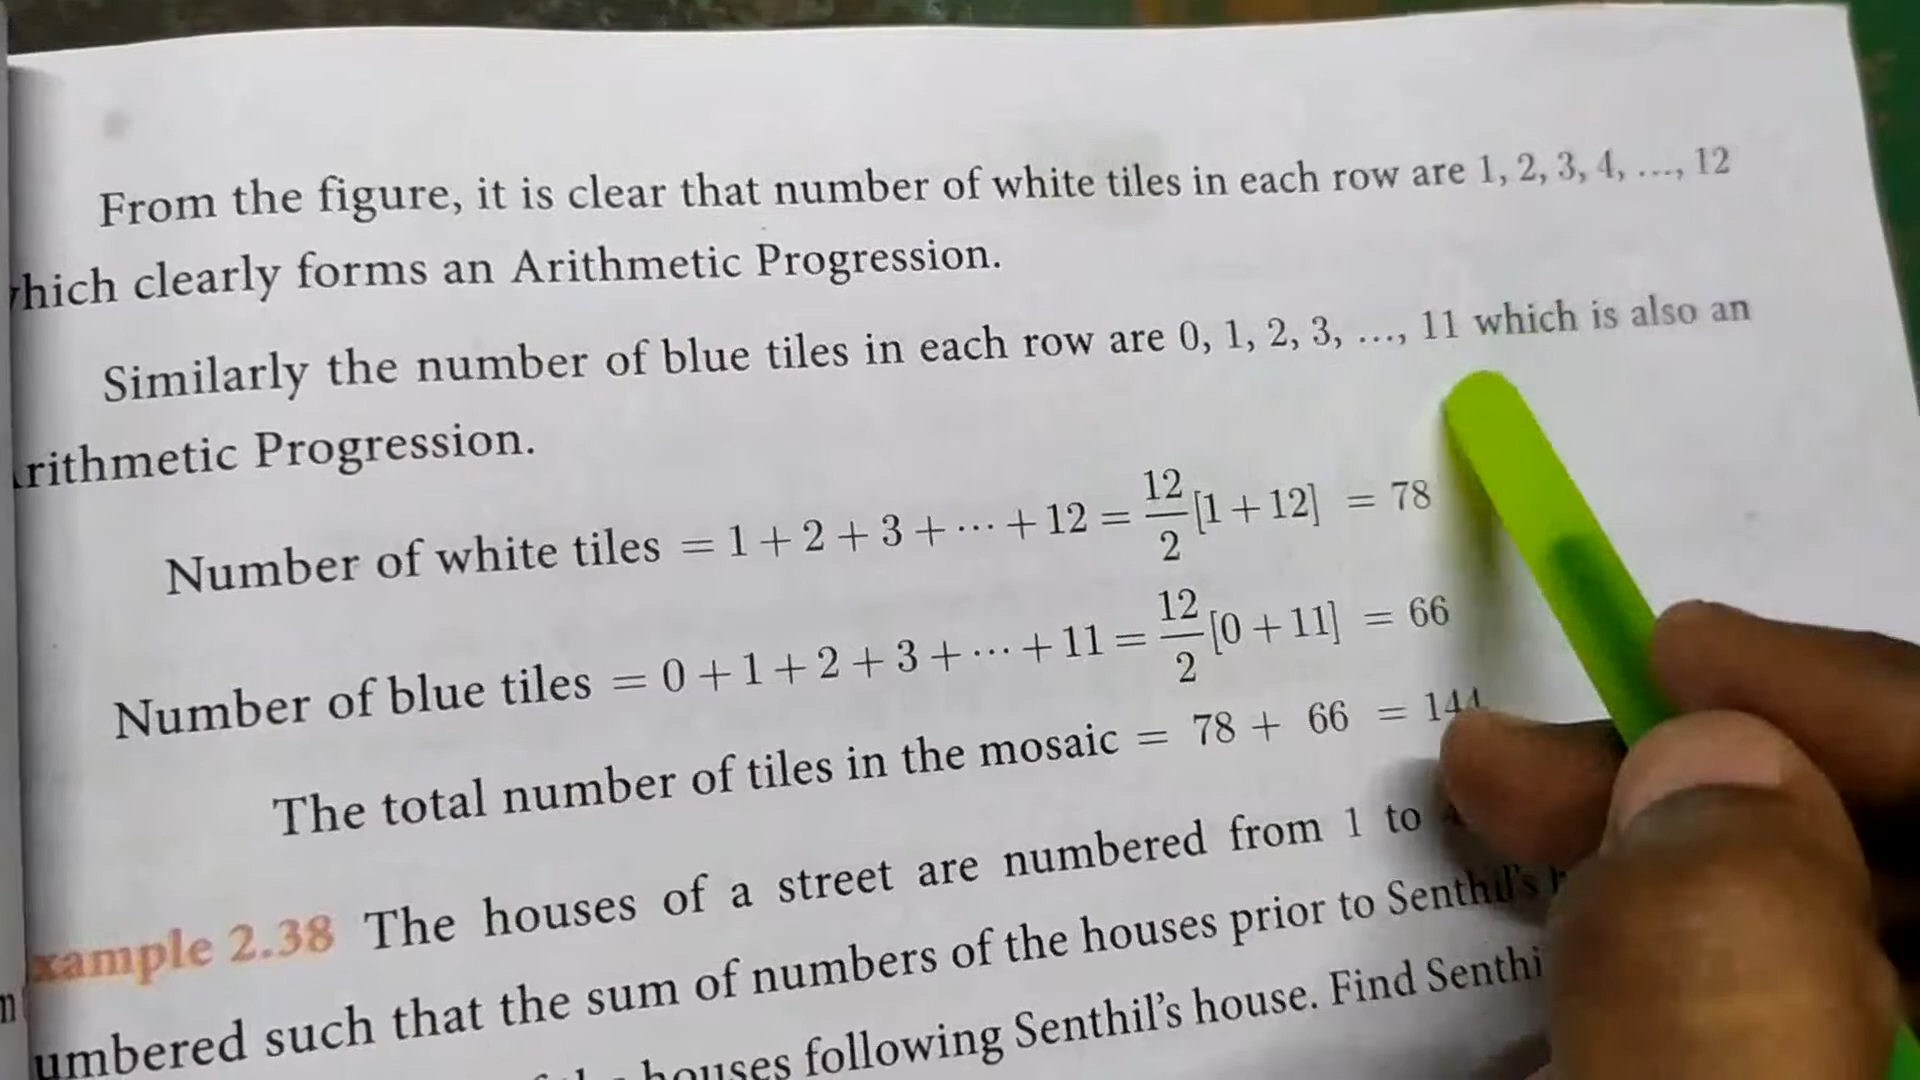 From the figure, it is clear that number of white tiles in each row are 1, 2, 3, 4, ..., 12
hich clearly forms an Arithmetic Progression.
Similarly the number of blue tiles in each row are 0, 1, 2, 3, ..., 11 which is also an
rithmetic Progression.
Number of white tiles = 1 + 2 + 3 + ··· + 12 = 12/2 [1 + 12] = 78
Number of blue tiles = 0 + 1 + 2 + 3 + ··· + 11 = 12/2 [0 + 11] = 66
The total number of tiles in the mosaic = 78 + 66 = 144
xample 2.38 The houses of a street are numbered from 1 to
umbered such that the sum of numbers of the houses prior to Senthil's
houses following Senthil's house. Find Senthi